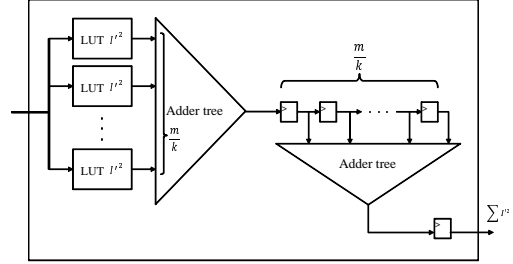 LUT I'²
LUT I'²
LUT I'²
Adder tree
m/k
m/k
Adder tree
∑ I'²